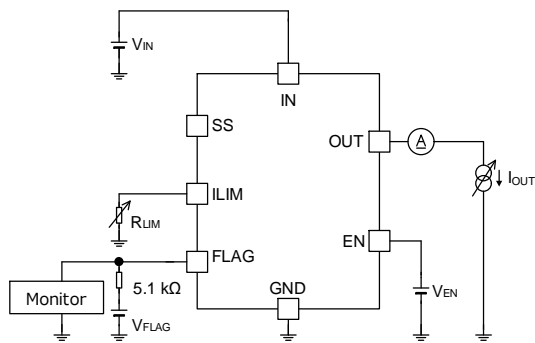 VIN
IN
SS
OUT
A
IOUT
ILIM
RLIM
EN
FLAG
5.1 kΩ
GND
Monitor
VEN
VFLAG